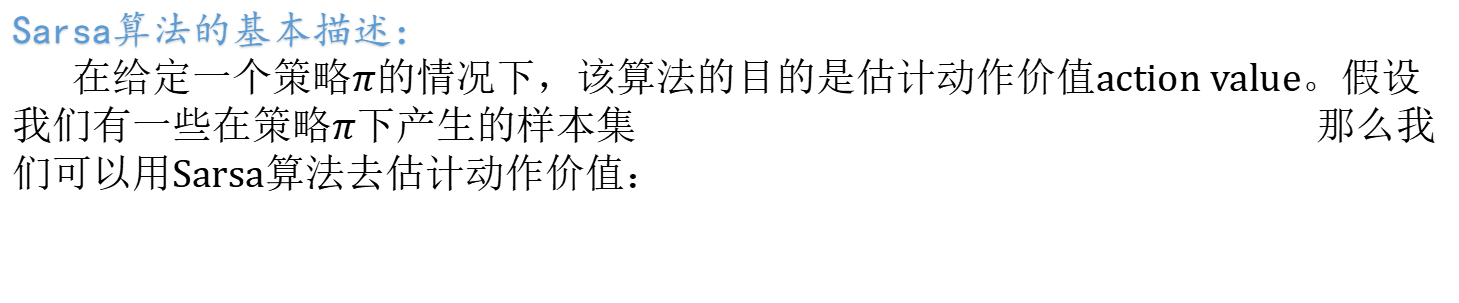 Sarsa算法的基本描述：
在给定一个策略π的情况下，该算法的目的是估计动作价值action value。假设
我们有一些在策略π下产生的样本集 那么我
们可以用Sarsa算法去估计动作价值：